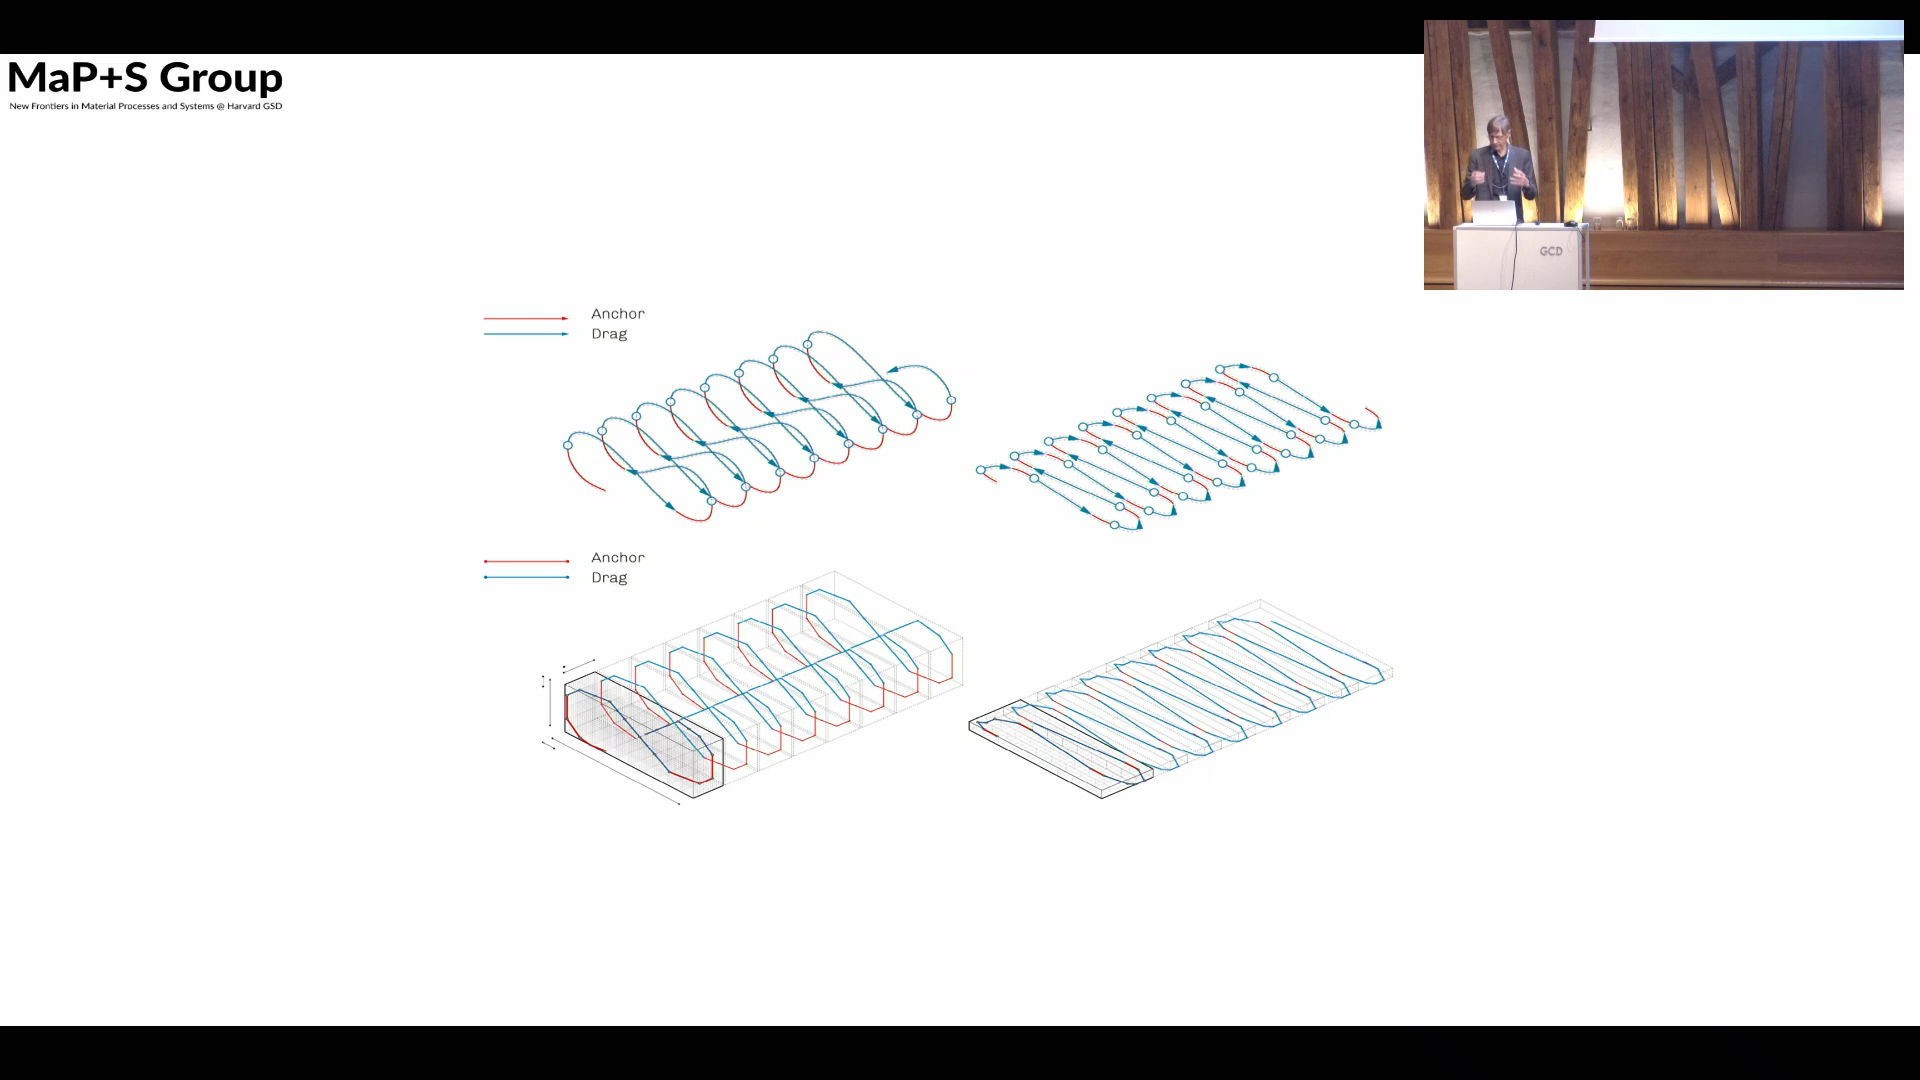 MaP+S Group
New Frontiers in Material Processes and Systems @ Harvard GSD
Anchor
Drag
Anchor
Drag
GCD